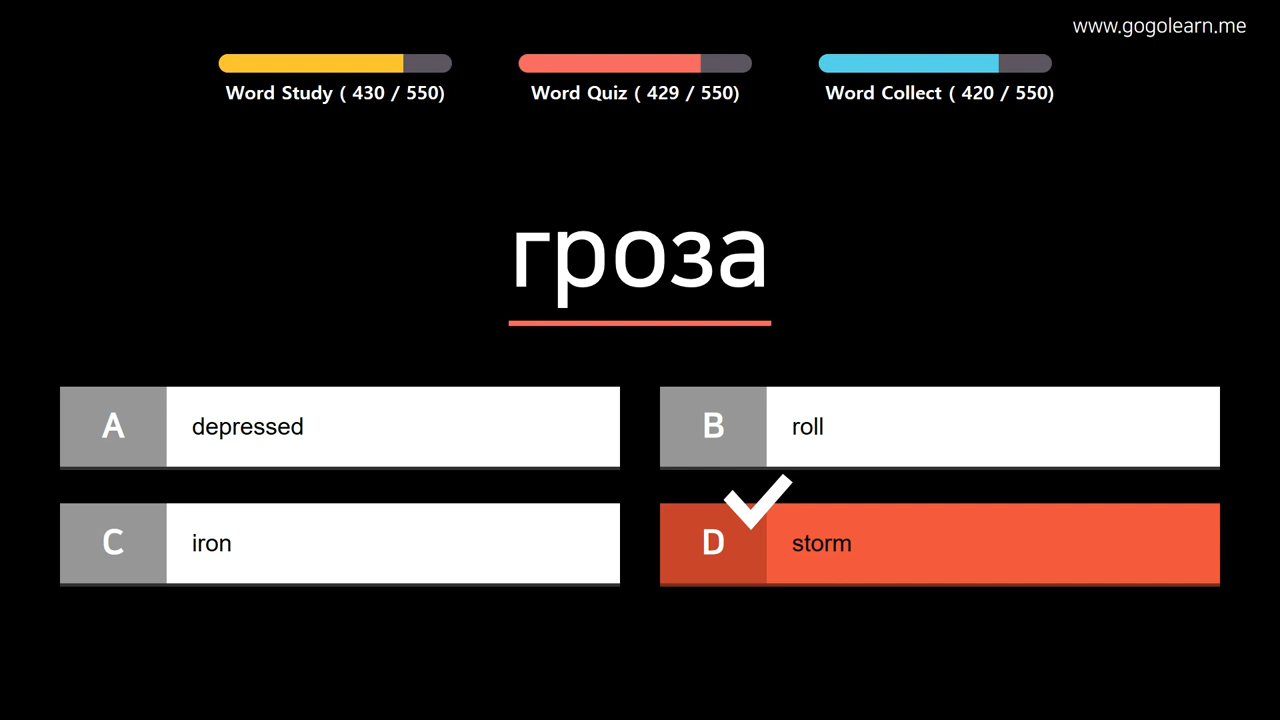 www.gogolearn.me
Word Study ( 430 / 550)
Word Quiz ( 429 / 550)
Word Collect ( 420 / 550)
гроза
A depressed
B roll
C iron
D storm